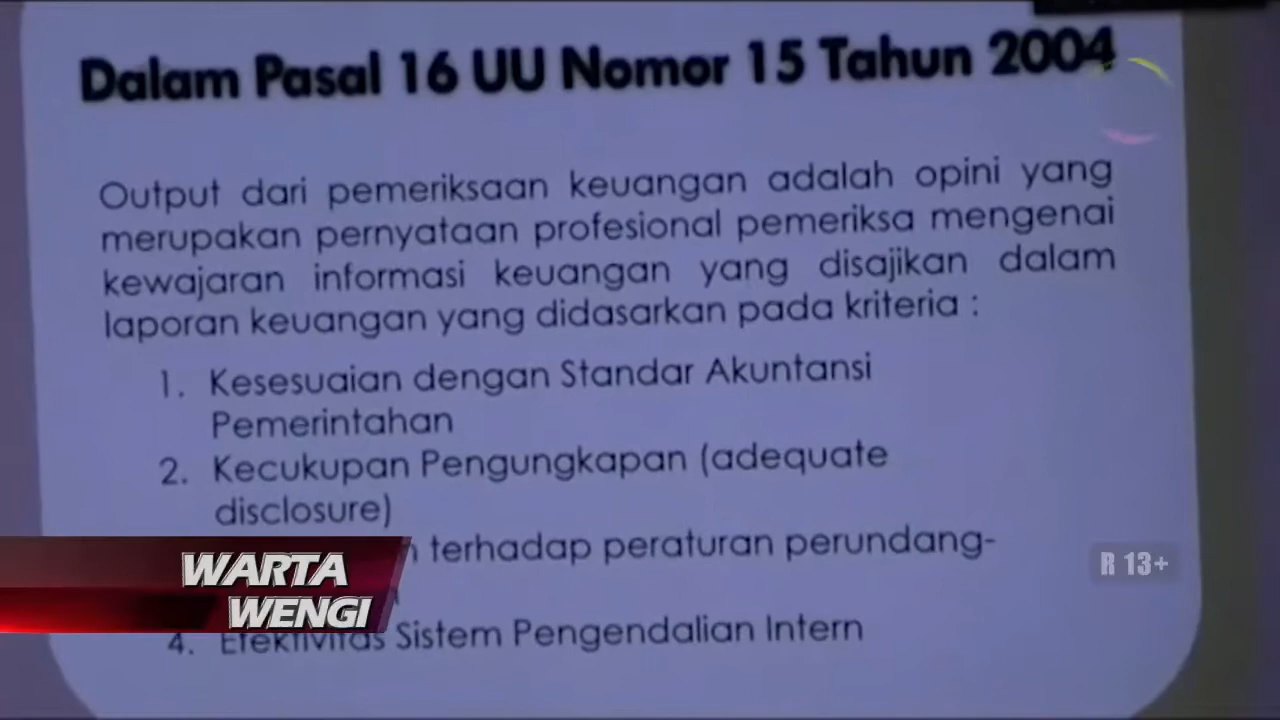 Dalam Pasal 16 UU Nomor 15 Tahun 2004
Output dari pemeriksaan keuangan adalah opini yang
merupakan pernyataan profesional pemeriksa mengenai
kewajaran informasi keuangan yang disajikan dalam
laporan keuangan yang didasarkan pada kriteria :
1. Kesesuaian dengan Standar Akuntansi
Pemerintahan
2. Kecukupan Pengungkapan (adequate
disclosure)
terhadap peraturan perundang-
4. Efektivitas Sistem Pengendalian Intern
WARTA
WENGI
R 13+